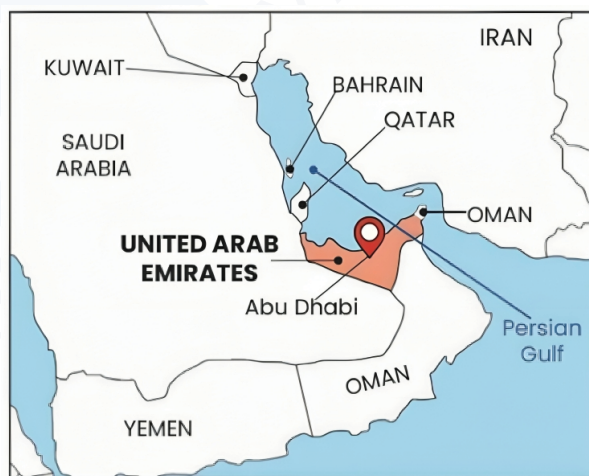 IRAN
KUWAIT
BAHRAIN
QATAR
SAUDI
ARABIA
OMAN
UNITED ARAB
EMIRATES
Abu Dhabi
Persian
Gulf
OMAN
YEMEN